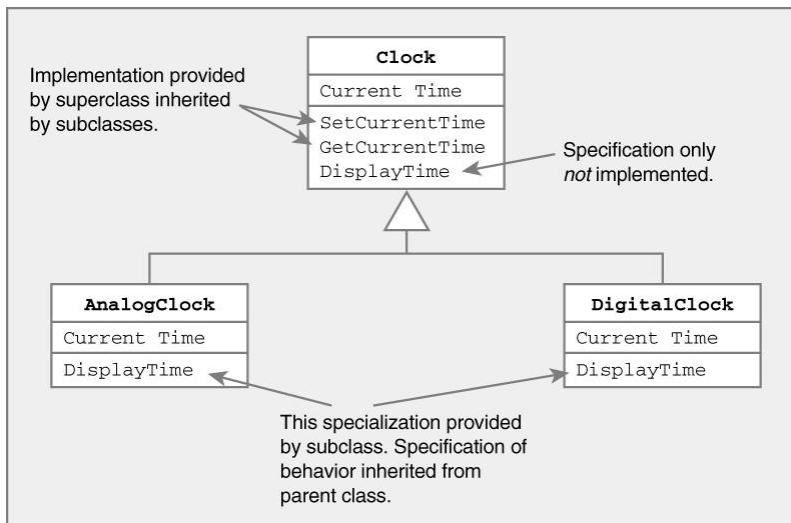 Clock
Current Time
SetCurrentTime
GetCurrentTime
DisplayTime
Implementation provided
by superclass inherited
by subclasses.
Specification only
not implemented.
AnalogClock
Current Time
DisplayTime
DigitalClock
Current Time
DisplayTime
This specialization provided
by subclass. Specification of
behavior inherited from
parent class.